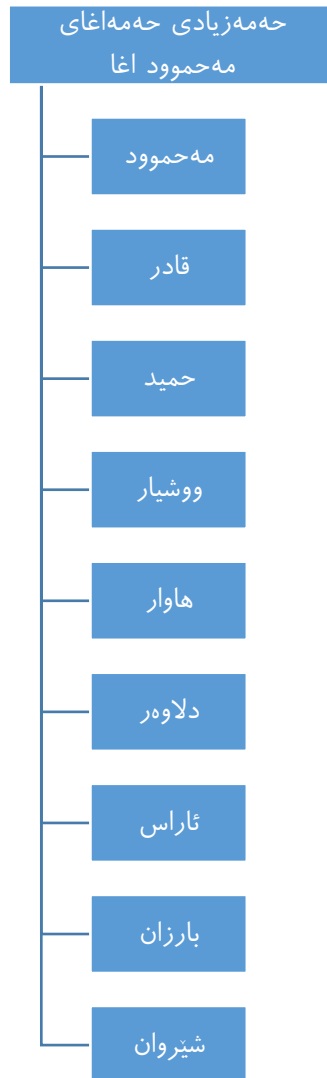 حەمەزیادی حەمەاغای
مەحموود اغا
مەحموود
قادر
حمید
ووشیار
هاوار
دلاوەر
ئاراس
بارزان
شێروان